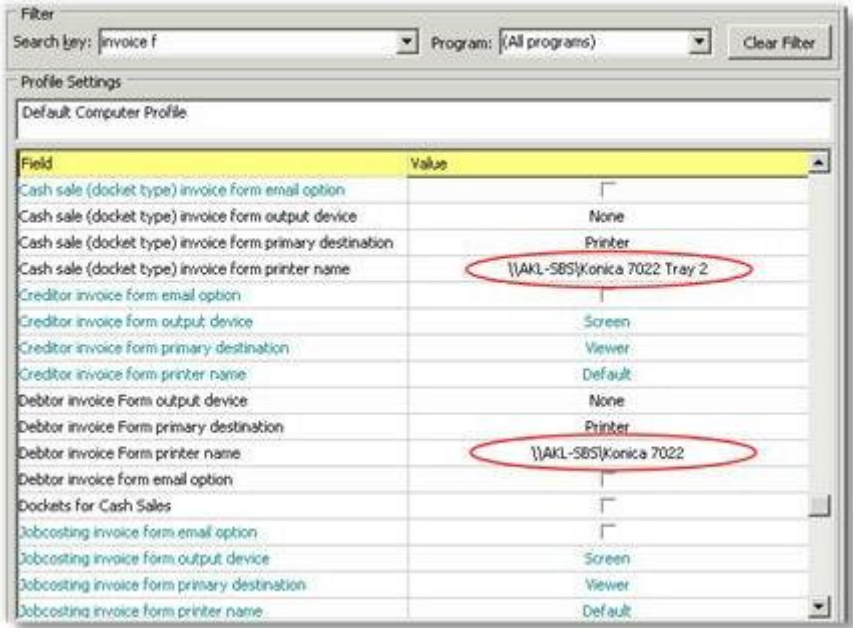 Filter
Search key: invoice f Program: (All programs) Clear Filter
Profile Settings
Default Computer Profile
Field Value
Cash sale (docket type) invoice form email option
Cash sale (docket type) invoice form output device None
Cash sale (docket type) invoice form primary destination Printer
Cash sale (docket type) invoice form printer name \\AKL-SBS\Konica 7022 Tray 2
Creditor invoice form email option
Creditor invoice form output device Screen
Creditor invoice form primary destination Viewer
Creditor invoice form printer name Default
Debtor invoice Form output device None
Debtor invoice Form primary destination Printer
Debtor invoice Form printer name \\AKL-SBS\Konica 7022
Debtor invoice form email option
Dockets for Cash Sales
Jobcosting invoice form email option
Jobcosting invoice form output device Screen
Jobcosting invoice form primary destination Viewer
Jobcosting invoice form printer name Default